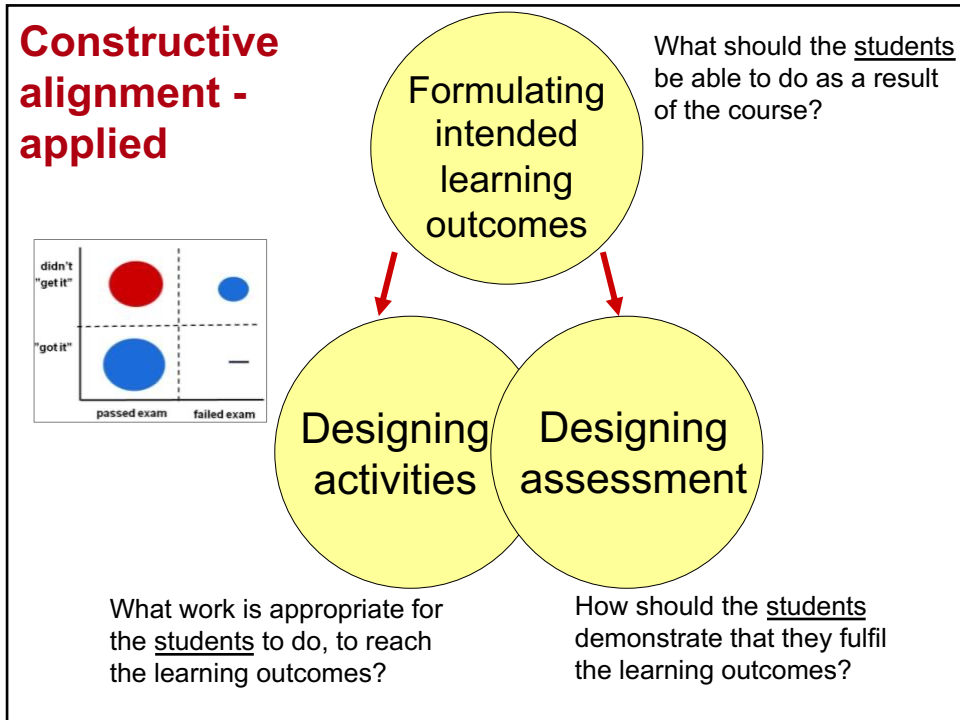 Constructive
alignment -
applied
What should the students
be able to do as a result
of the course?
Formulating
intended
learning
outcomes
didn't
"get it"
"got it"
passed exam failed exam
Designing
activities
Designing
assessment
What work is appropriate for
the students to do, to reach
the learning outcomes?
How should the students
demonstrate that they fulfil
the learning outcomes?